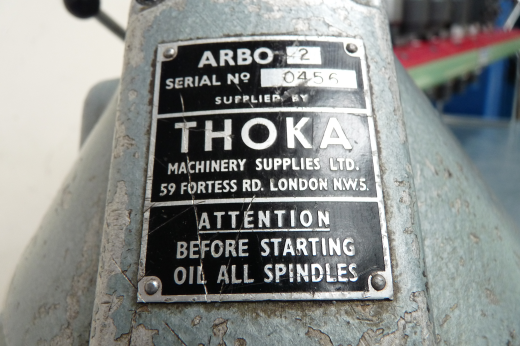 ARBO 2
SERIAL Nº 0456
SUPPLIED BY
THOKA
MACHINERY SUPPLIES LTD.
59 FORTESS RD. LONDON N.W.5.
ATTENTION
BEFORE STARTING
OIL ALL SPINDLES